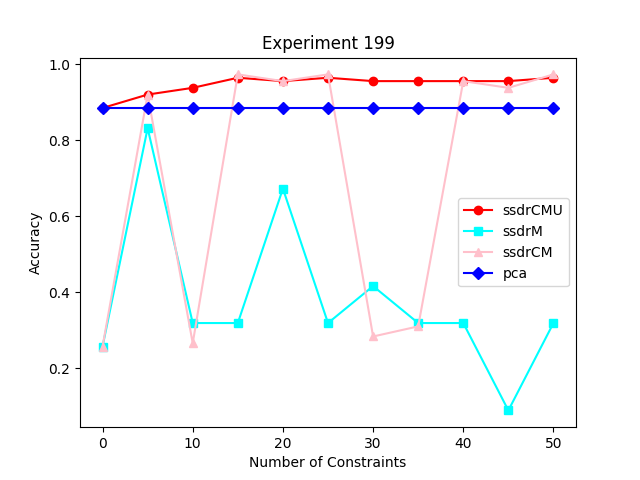 Experiment 199
Accuracy
1.0
0.8
0.6
0.4
0.2
ssdrCMU
ssdrM
ssdrCM
pca
0 10 20 30 40 50
Number of Constraints